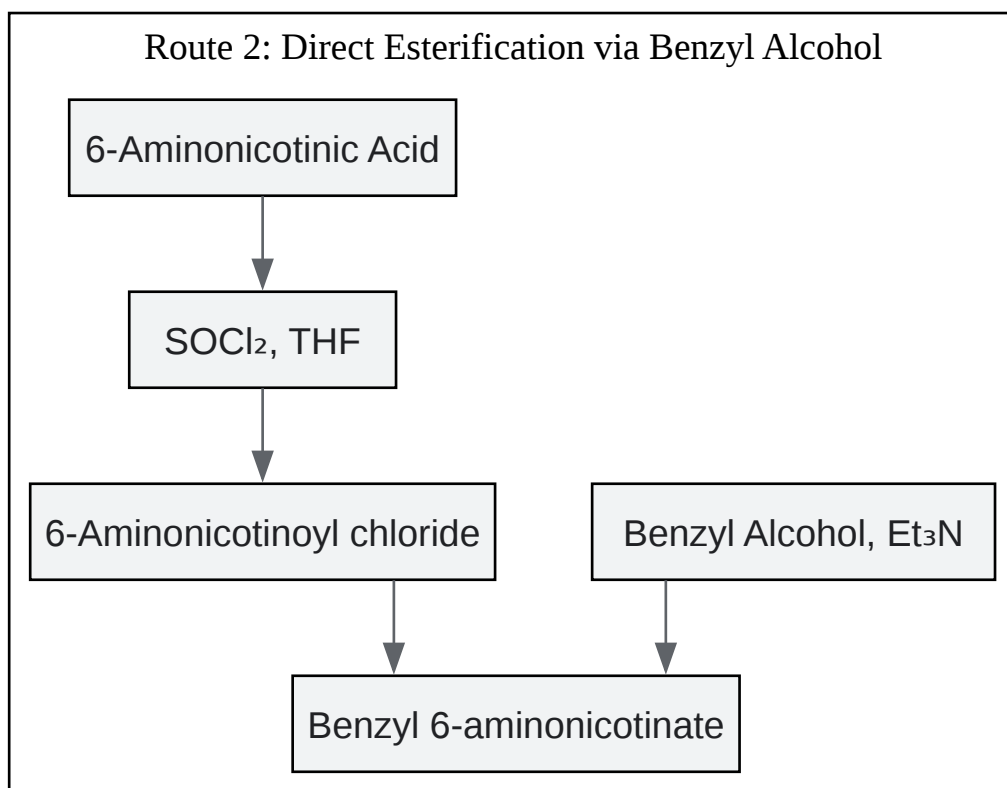 Route 2: Direct Esterification via Benzyl Alcohol
6-Aminonicotinic Acid
SOCl₂, THF
6-Aminonicotinoyl chloride
Benzyl Alcohol, Et₃N
Benzyl 6-aminonicotinate